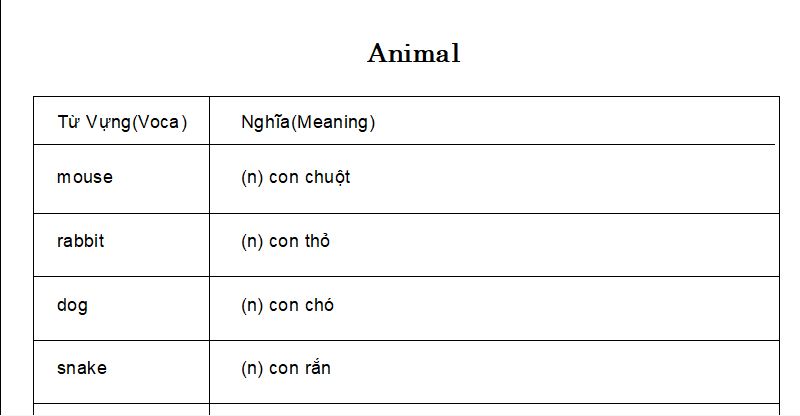 Animal
Từ Vựng(Voca) Nghĩa(Meaning)
mouse (n) con chuột
rabbit (n) con thỏ
dog (n) con chó
snake (n) con rắn